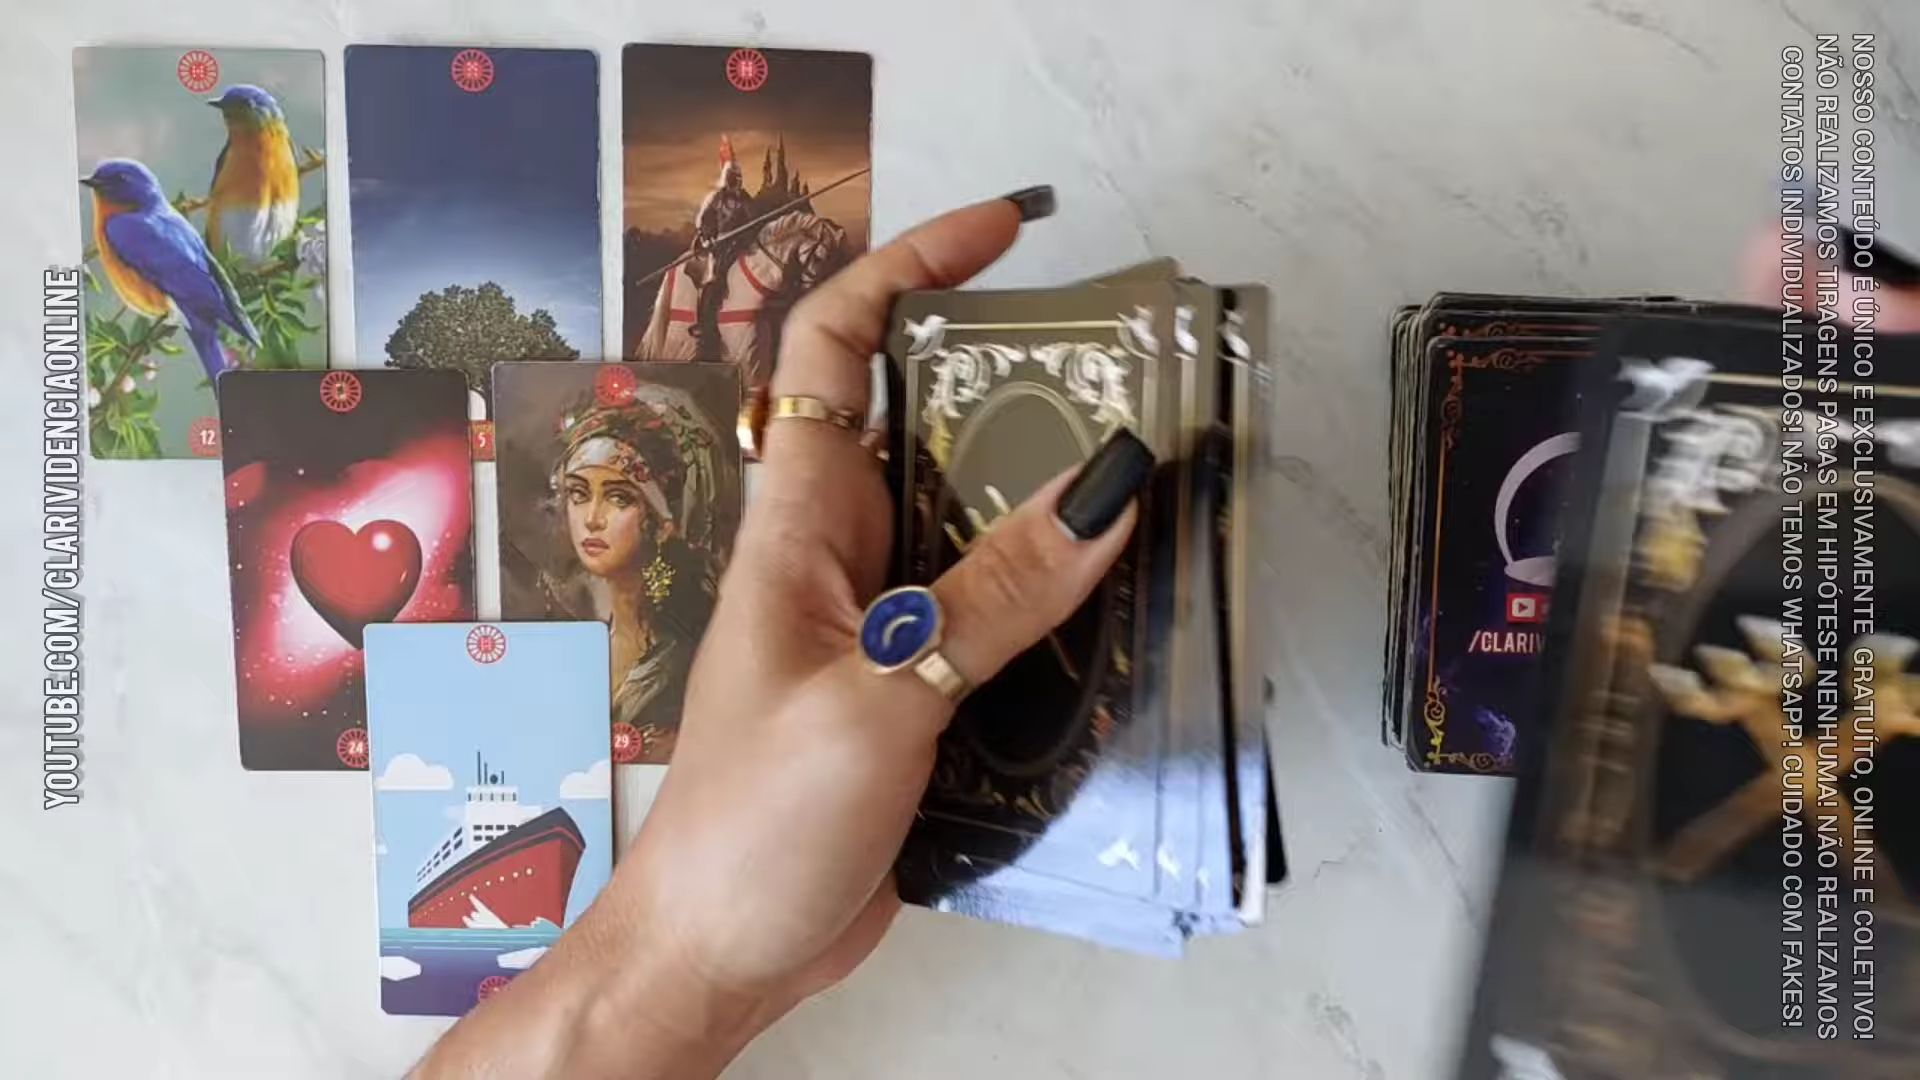 YOUTUBE.COM/CLARIVIDENCIAONLINE
12
5
24
29
/CLARIV
NOSSO CONTEÚDO É ÚNICO E EXCLUSIVAMENTE GRATUÍTO, ONLINE E COLETIVO!
NÃO REALIZAMOS TIRAGENS PAGAS EM HIPÓTESE NENHUMA! NÃO REALIZAMOS
CONTATOS INDIVIDUALIZADOS! NÃO TEMOS WHATSAPP! CUIDADO COM FAKES!